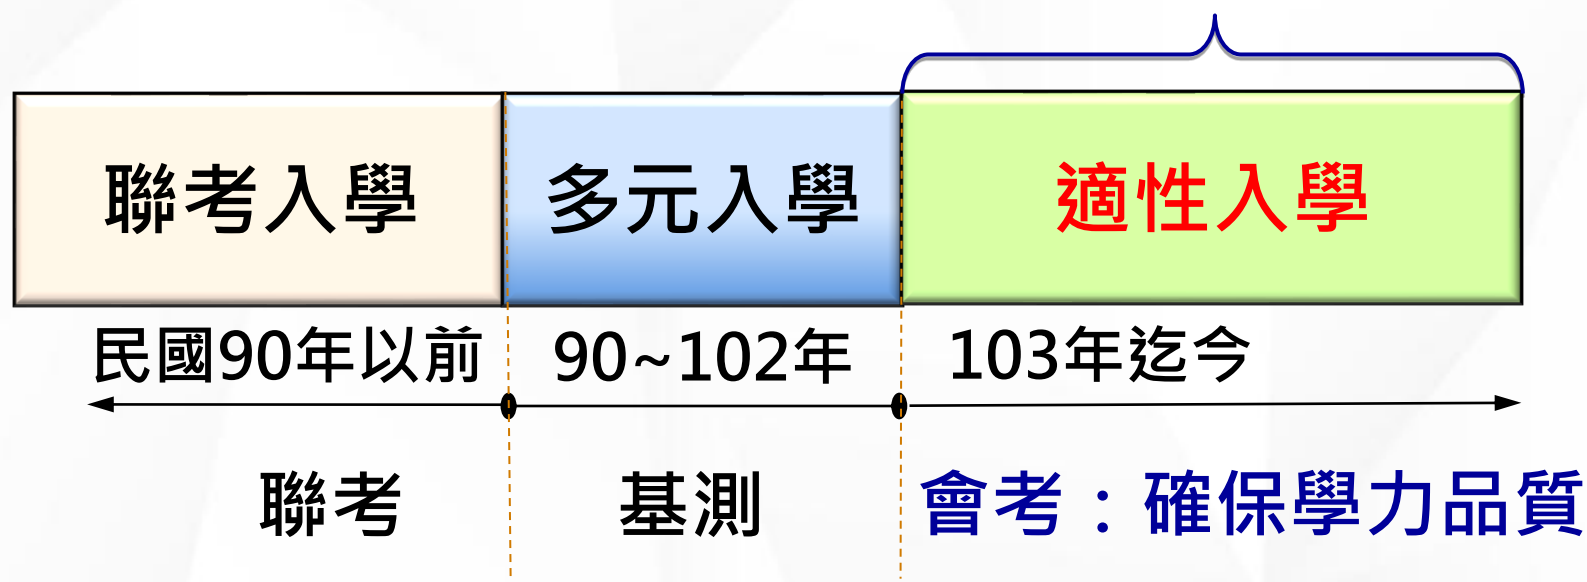 聯考入學 多元入學 適性入學
民國90年以前 90~102年 103年迄今
聯考 基測 會考：確保學力品質